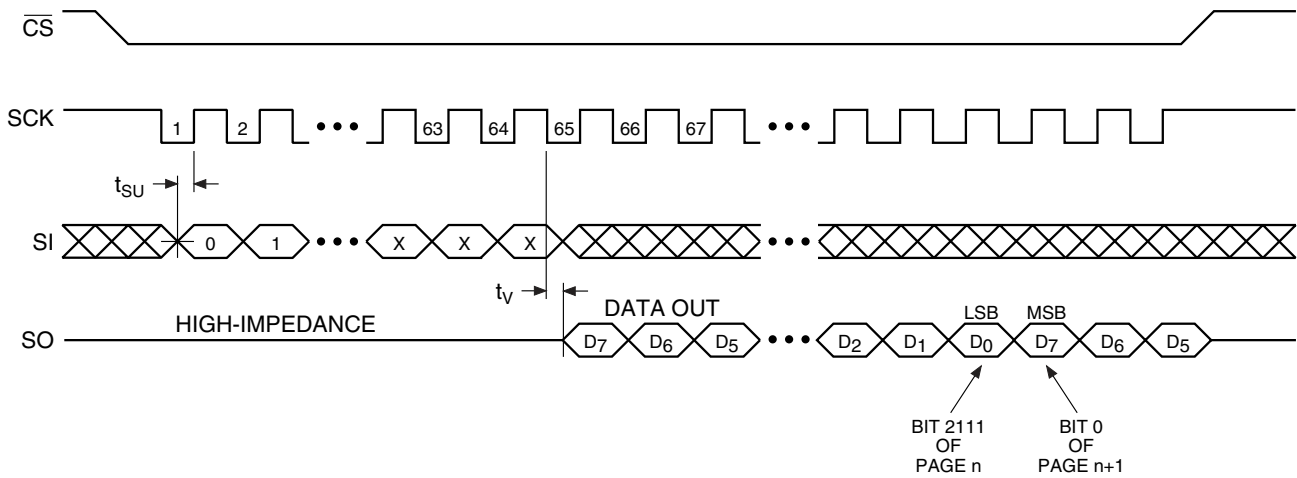 CS
SCK
1 2 ••• 63 64 65 66 67 •••
tSU
SI
0 1 ••• X X X •••
tV
SO
HIGH-IMPEDANCE
DATA OUT
LSB MSB
D7 D6 D5 ••• D2 D1 D0 D7 D6 D5
BIT 2111
OF
PAGE n
BIT 0
OF
PAGE n+1